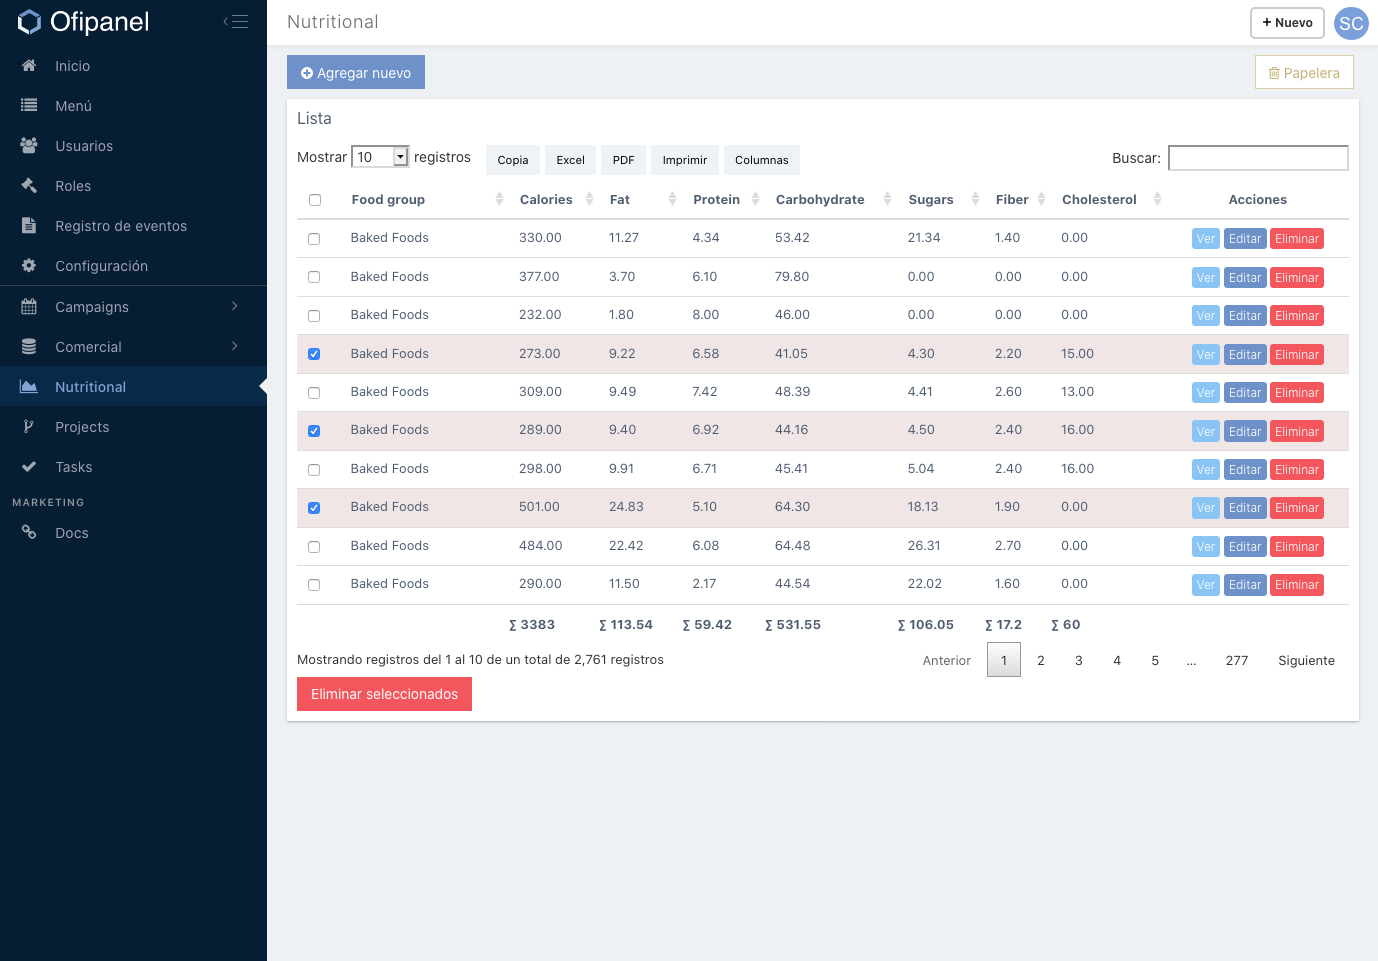 Ofipanel
Nutritional
+ Nuevo
SC
Inicio
Menú
Usuarios
Roles
Registro de eventos
Configuración
Campaigns
Comercial
Nutritional
Projects
Tasks
MARKETING
Docs
Agregar nuevo
Papelera
Lista
Mostrar 10 registros Copia Excel PDF Imprimir Columnas Buscar:
Food group Calories Fat Protein Carbohydrate Sugars Fiber Cholesterol Acciones
Baked Foods 330.00 11.27 4.34 53.42 21.34 1.40 0.00 Ver Editar Eliminar
Baked Foods 377.00 3.70 6.10 79.80 0.00 0.00 0.00 Ver Editar Eliminar
Baked Foods 232.00 1.80 8.00 46.00 0.00 0.00 0.00 Ver Editar Eliminar
Baked Foods 273.00 9.22 6.58 41.05 4.30 2.20 15.00 Ver Editar Eliminar
Baked Foods 309.00 9.49 7.42 48.39 4.41 2.60 13.00 Ver Editar Eliminar
Baked Foods 289.00 9.40 6.92 44.16 4.50 2.40 16.00 Ver Editar Eliminar
Baked Foods 298.00 9.91 6.71 45.41 5.04 2.40 16.00 Ver Editar Eliminar
Baked Foods 501.00 24.83 5.10 64.30 18.13 1.90 0.00 Ver Editar Eliminar
Baked Foods 484.00 22.42 6.08 64.48 26.31 2.70 0.00 Ver Editar Eliminar
Baked Foods 290.00 11.50 2.17 44.54 22.02 1.60 0.00 Ver Editar Eliminar
∑ 3383 ∑ 113.54 ∑ 59.42 ∑ 531.55 ∑ 106.05 ∑ 17.2 ∑ 60
Mostrando registros del 1 al 10 de un total de 2,761 registros Anterior 1 2 3 4 5 ... 277 Siguiente
Eliminar seleccionados